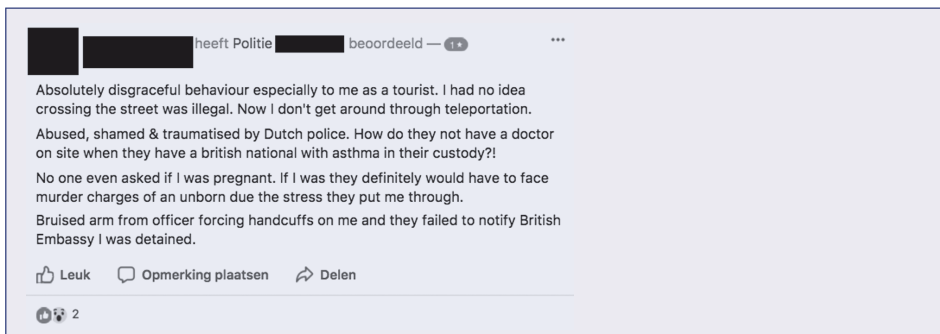 heeft Politie beoordeeld — 1★
Absolutely disgraceful behaviour especially to me as a tourist. I had no idea
crossing the street was illegal. Now I don't get around through teleportation.
Abused, shamed & traumatised by Dutch police. How do they not have a doctor
on site when they have a british national with asthma in their custody?!
No one even asked if I was pregnant. If I was they definitely would have to face
murder charges of an unborn due the stress they put me through.
Bruised arm from officer forcing handcuffs on me and they failed to notify British
Embassy I was detained.
Leuk Opmerking plaatsen Delen
2